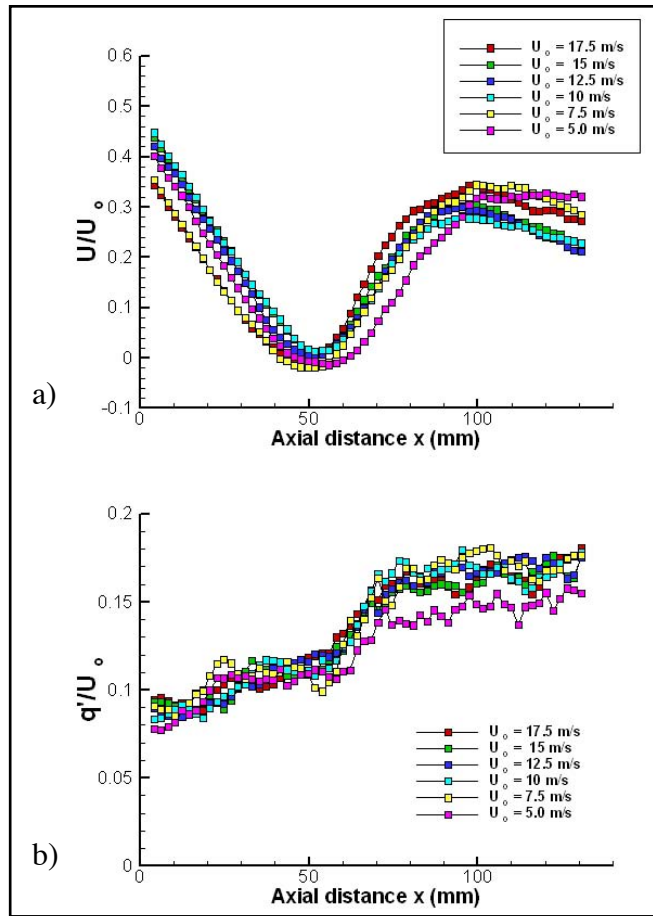 U o = 17.5 m/s
U o = 15 m/s
U o = 12.5 m/s
U o = 10 m/s
U o = 7.5 m/s
U o = 5.0 m/s
0.6
0.5
0.4
0.3
0.2
0.1
0
-0.1
U/U o
a)
0 50 100
Axial distance x (mm)
0.2
0.15
0.1
0.05
0
q'/U o
U o = 17.5 m/s
U o = 15 m/s
U o = 12.5 m/s
U o = 10 m/s
U o = 7.5 m/s
U o = 5.0 m/s
b)
0 50 100
Axial distance x (mm)